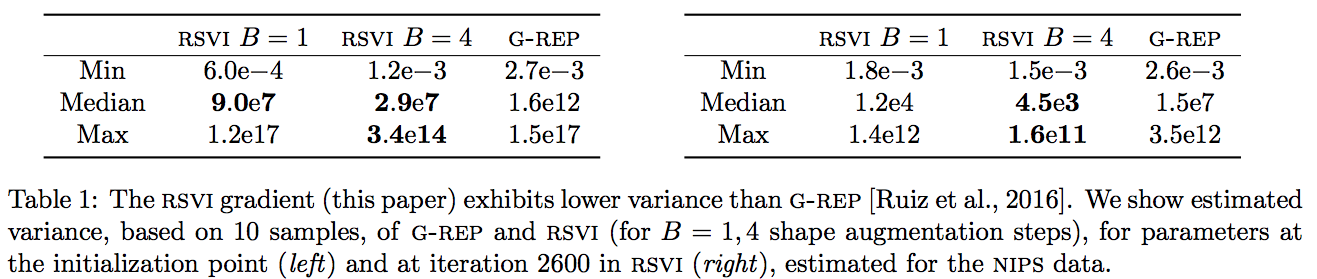 RSVI B = 1 RSVI B = 4 G-REP
Min 6.0e−4 1.2e−3 2.7e−3
Median 9.0e7 2.9e7 1.6e12
Max 1.2e17 3.4e14 1.5e17
RSVI B = 1 RSVI B = 4 G-REP
Min 1.8e−3 1.5e−3 2.6e−3
Median 1.2e4 4.5e3 1.5e7
Max 1.4e12 1.6e11 3.5e12
Table 1: The RSVI gradient (this paper) exhibits lower variance than G-REP [Ruiz et al., 2016]. We show estimated
variance, based on 10 samples, of G-REP and RSVI (for B = 1, 4 shape augmentation steps), for parameters at
the initialization point (left) and at iteration 2600 in RSVI (right), estimated for the NIPS data.